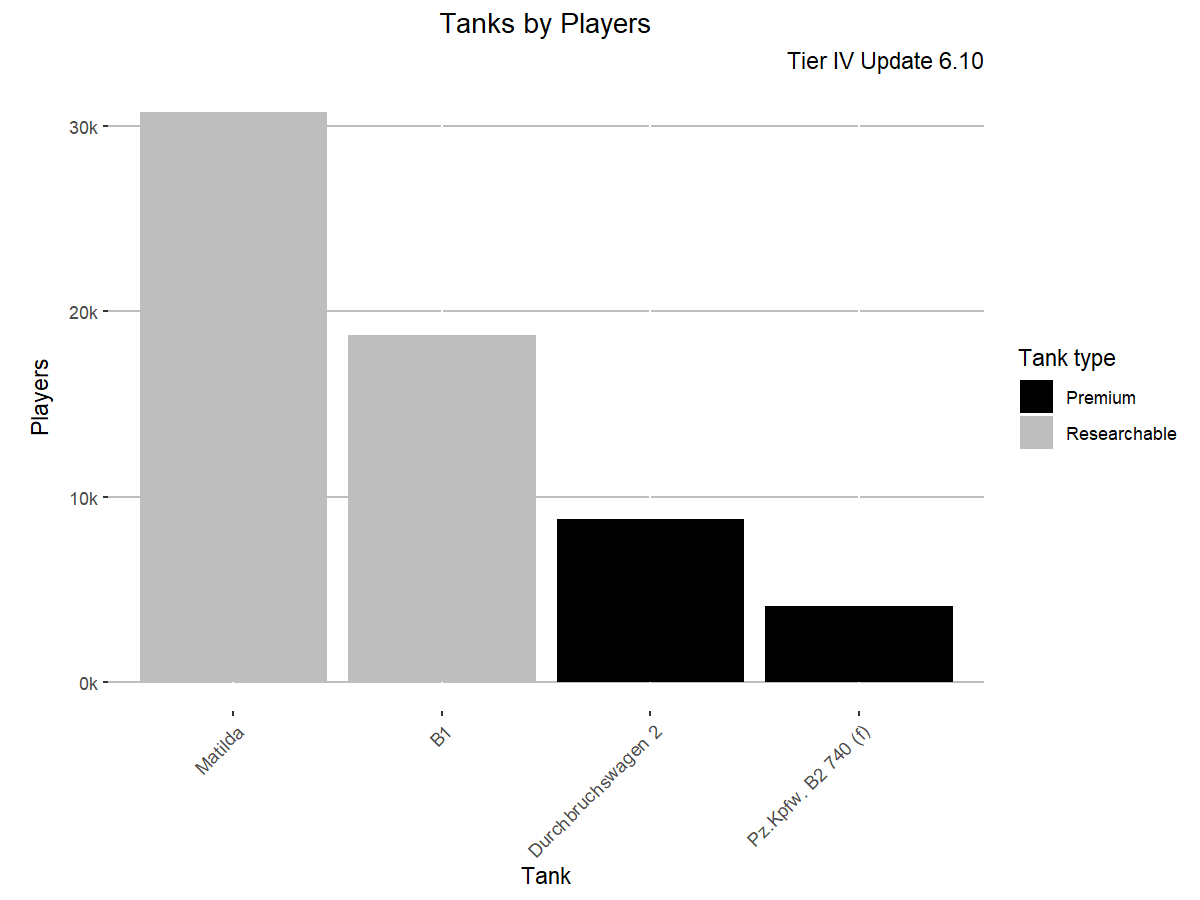 Tanks by Players
Tier IV Update 6.10
Players
30k
20k
10k
0k
Matilda
B1
Durchbruchswagen 2
Pz.Kpfw. B2 740 (f)
Tank
Tank type
Premium
Researchable